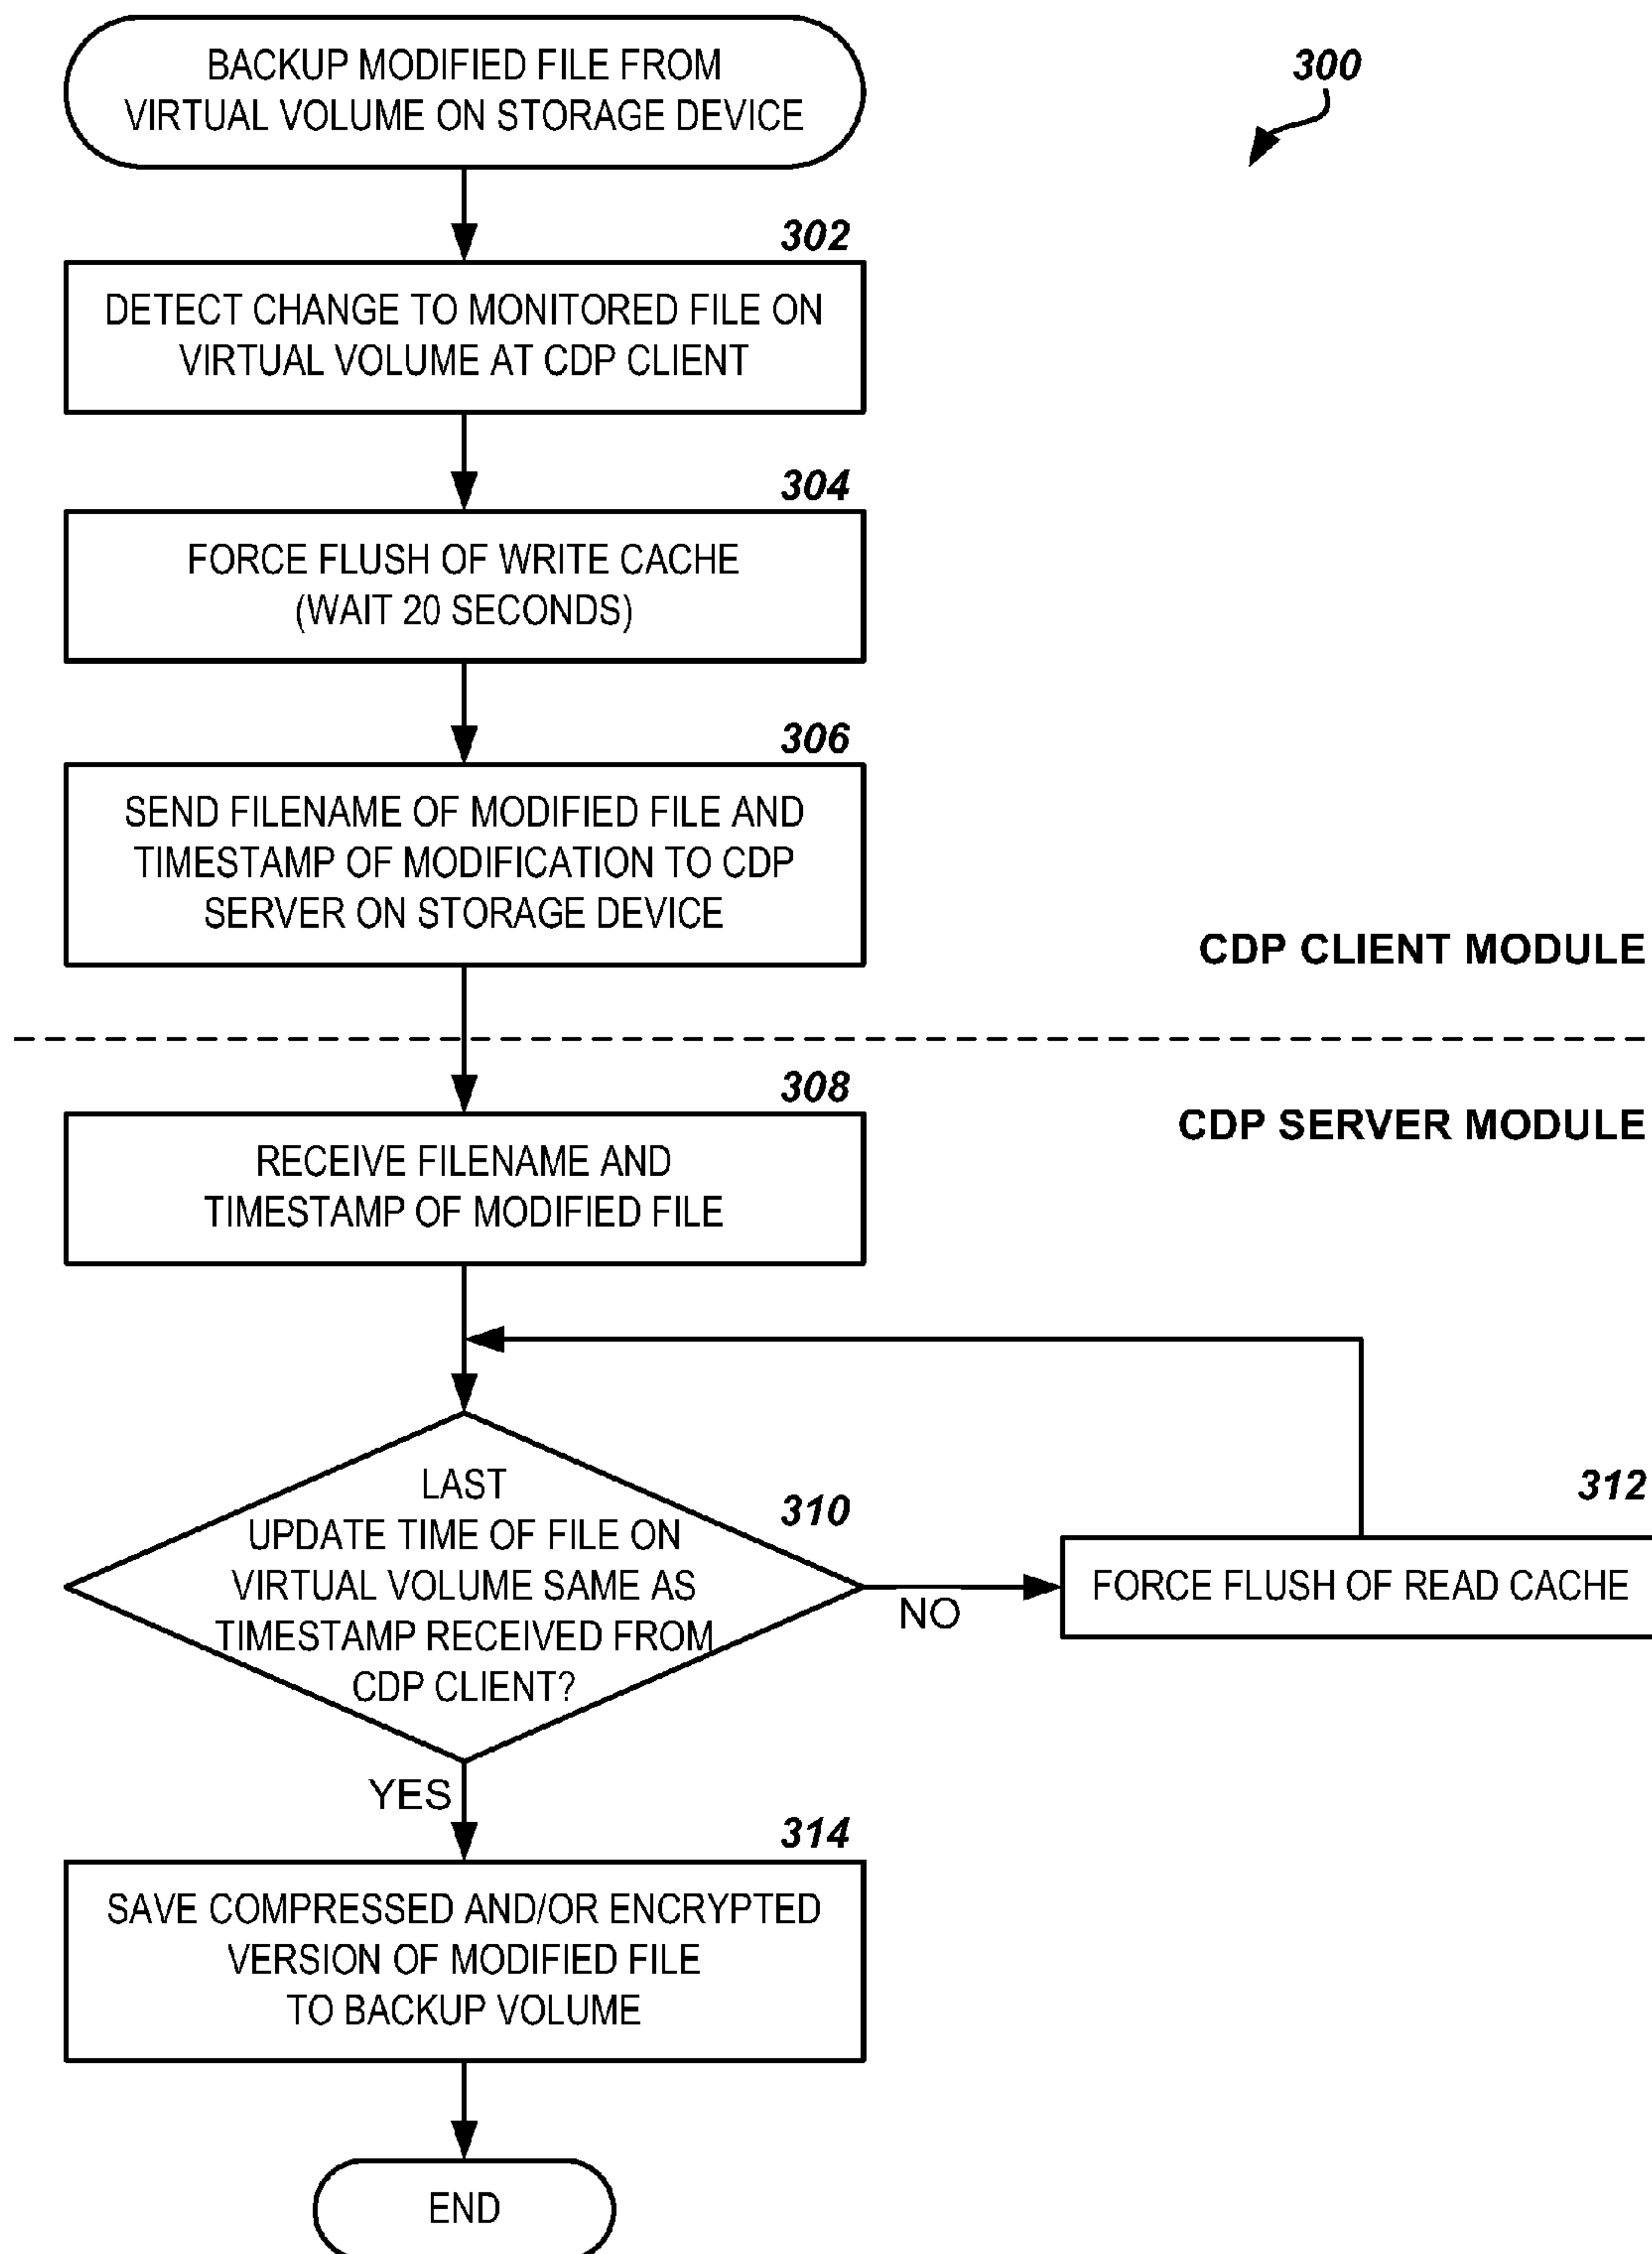 BACKUP MODIFIED FILE FROM
VIRTUAL VOLUME ON STORAGE DEVICE
300
302
DETECT CHANGE TO MONITORED FILE ON
VIRTUAL VOLUME AT CDP CLIENT
304
FORCE FLUSH OF WRITE CACHE
(WAIT 20 SECONDS)
306
SEND FILENAME OF MODIFIED FILE AND
TIMESTAMP OF MODIFICATION TO CDP
SERVER ON STORAGE DEVICE
CDP CLIENT MODULE
308
CDP SERVER MODULE
RECEIVE FILENAME AND
TIMESTAMP OF MODIFIED FILE
310
LAST
UPDATE TIME OF FILE ON
VIRTUAL VOLUME SAME AS
TIMESTAMP RECEIVED FROM
CDP CLIENT?
NO
312
FORCE FLUSH OF READ CACHE
YES
314
SAVE COMPRESSED AND/OR ENCRYPTED
VERSION OF MODIFIED FILE
TO BACKUP VOLUME
END